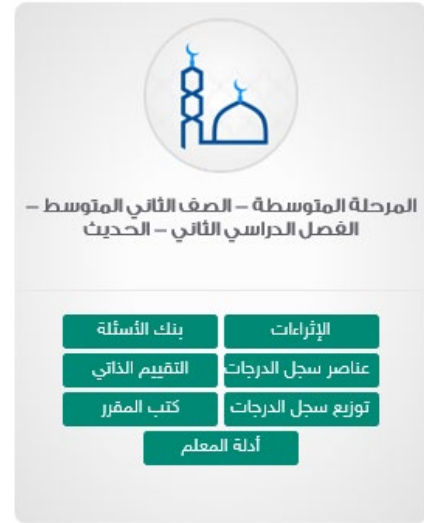 المرحلة المتوسطة – الصف الثاني المتوسط –
الفصل الدراسي الثاني – الحديث
الإثراءات
بنك الأسئلة
عناصر سجل الدرجات
التقييم الذاتي
توزيع سجل الدرجات
كتب المقرر
أدلة المعلم